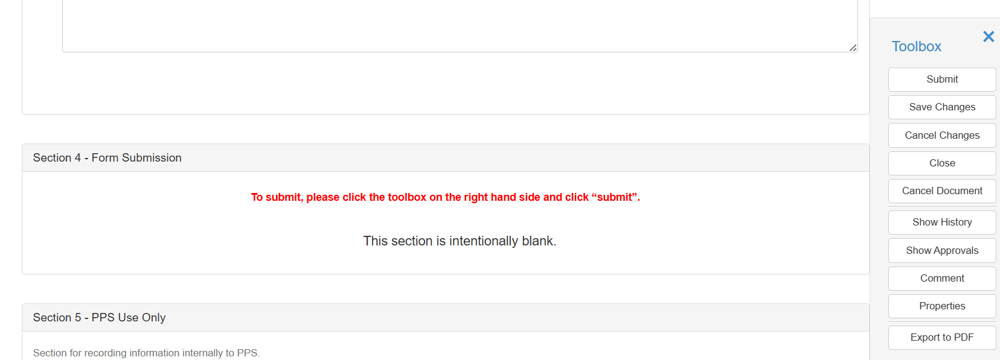 Toolbox
Submit
Save Changes
Cancel Changes
Close
Cancel Document
Show History
Show Approvals
Comment
Properties
Export to PDF
Section 4 - Form Submission
To submit, please click the toolbox on the right hand side and click “submit”.
This section is intentionally blank.
Section 5 - PPS Use Only
Section for recording information internally to PPS.